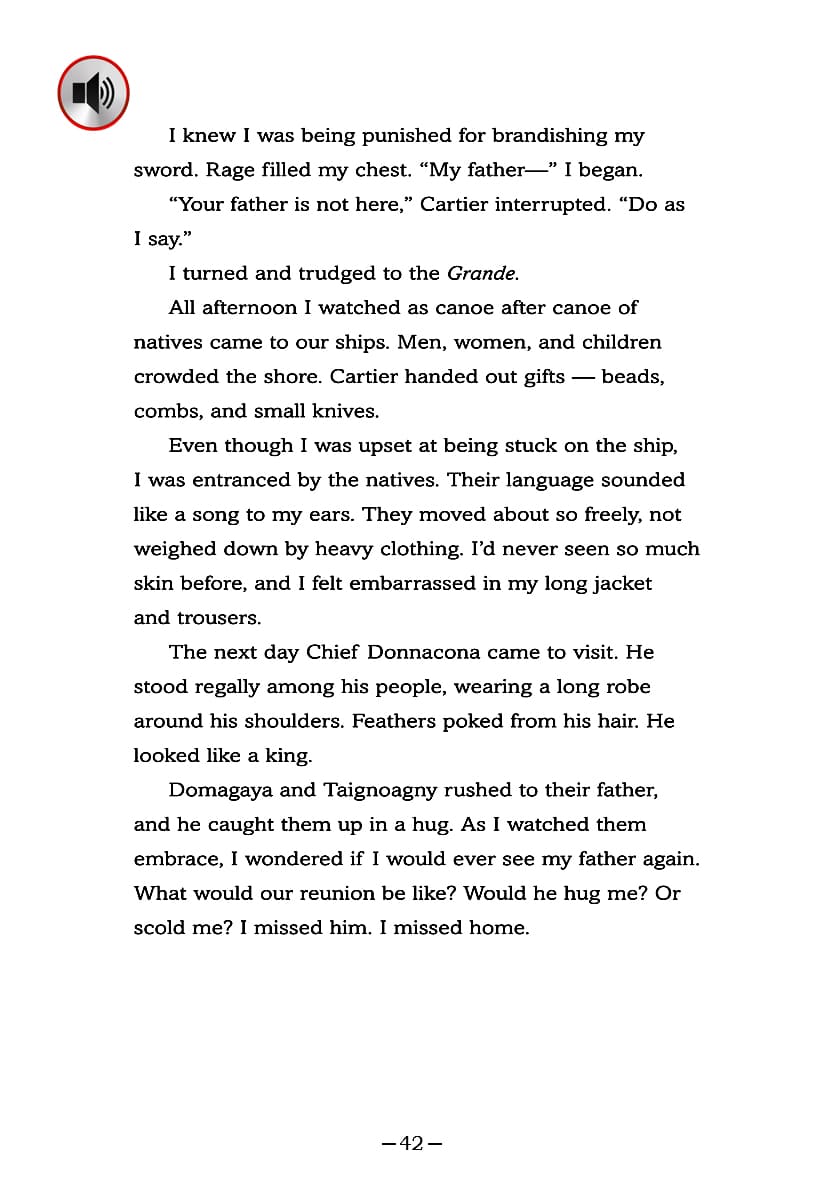 I knew I was being punished for brandishing my
sword. Rage filled my chest. “My father—” I began.
“Your father is not here,” Cartier interrupted. “Do as
I say.”
I turned and trudged to the Grande.
All afternoon I watched as canoe after canoe of
natives came to our ships. Men, women, and children
crowded the shore. Cartier handed out gifts — beads,
combs, and small knives.
Even though I was upset at being stuck on the ship,
I was entranced by the natives. Their language sounded
like a song to my ears. They moved about so freely, not
weighed down by heavy clothing. I’d never seen so much
skin before, and I felt embarrassed in my long jacket
and trousers.
The next day Chief Donnacona came to visit. He
stood regally among his people, wearing a long robe
around his shoulders. Feathers poked from his hair. He
looked like a king.
Domagaya and Taignoagny rushed to their father,
and he caught them up in a hug. As I watched them
embrace, I wondered if I would ever see my father again.
What would our reunion be like? Would he hug me? Or
scold me? I missed him. I missed home.
— 42 —